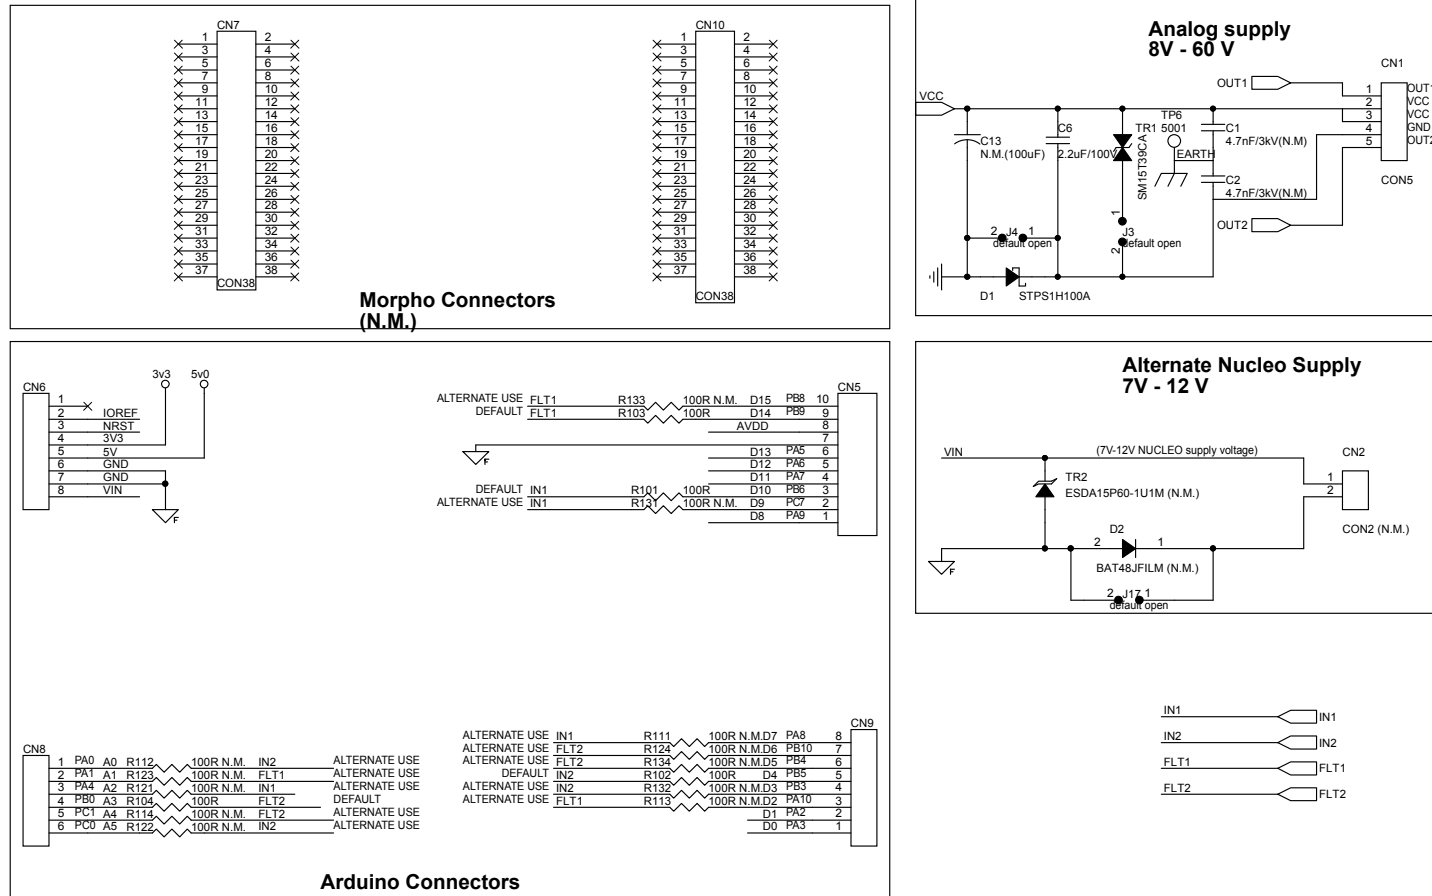 CN7
1 2
3 4
5 6
7 8
9 10
11 12
13 14
15 16
17 18
19 20
21 22
23 24
25 26
27 28
29 30
31 32
33 34
35 36
37 38
CON38
CN10
1 2
3 4
5 6
7 8
9 10
11 12
13 14
15 16
17 18
19 20
21 22
23 24
25 26
27 28
29 30
31 32
33 34
35 36
37 38
CON38
Morpho Connectors
(N.M.)
Analog supply
8V - 60 V
CN1
OUT1
1 OUT1
2 VCC
3 VCC
4 GND
5 OUT2
CON5
VCC
C13
N.M.(100uF)
C6
2.2uF/100V
TR1
SM15T39CA
TP6
5001
EARTH
C1
4.7nF/3kV(N.M)
C2
4.7nF/3kV(N.M)
OUT2
2 J4 1
default open
1
J3
default open
2
D1 STPS1H100A
CN6
3v3 5v0
1
2 IOREF
3 NRST
4 3V3
5 5V
6 GND
7 GND
8 VIN
F
CN5
ALTERNATE USE FLT1 R133 100R N.M. D15 PB8 10
DEFAULT FLT1 R103 100R D14 PB9 9
AVDD 8
7
F
D13 PA5 6
D12 PA6 5
D11 PA7 4
DEFAULT IN1 R101 100R D10 PB6 3
ALTERNATE USE IN1 R131 100R N.M. D9 PC7 2
D8 PA9 1
CN8
1 PA0 A0 R112 100R N.M. IN2 ALTERNATE USE
2 PA1 A1 R123 100R N.M. FLT1 ALTERNATE USE
3 PA4 A2 R121 100R N.M. IN1 ALTERNATE USE
4 PB0 A3 R104 100R FLT2 DEFAULT
5 PC1 A4 R114 100R N.M. FLT2 ALTERNATE USE
6 PC0 A5 R122 100R N.M. IN2 ALTERNATE USE
CN9
ALTERNATE USE IN1 R111 100R N.M. D7 PA8 8
ALTERNATE USE FLT2 R124 100R N.M. D6 PB10 7
ALTERNATE USE FLT2 R134 100R N.M. D5 PB4 6
DEFAULT IN2 R102 100R D4 PB5 5
ALTERNATE USE IN2 R132 100R N.M. D3 PB3 4
ALTERNATE USE FLT1 R113 100R N.M. D2 PA10 3
D1 PA2 2
D0 PA3 1
Arduino Connectors
Alternate Nucleo Supply
7V - 12 V
VIN (7V-12V NUCLEO supply voltage)
CN2
1
2
CON2 (N.M.)
TR2
ESDA15P60-1U1M (N.M.)
D2
2 1
BAT48JFILM (N.M.)
F
2 J17 1
default open
IN1 IN1
IN2 IN2
FLT1 FLT1
FLT2 FLT2